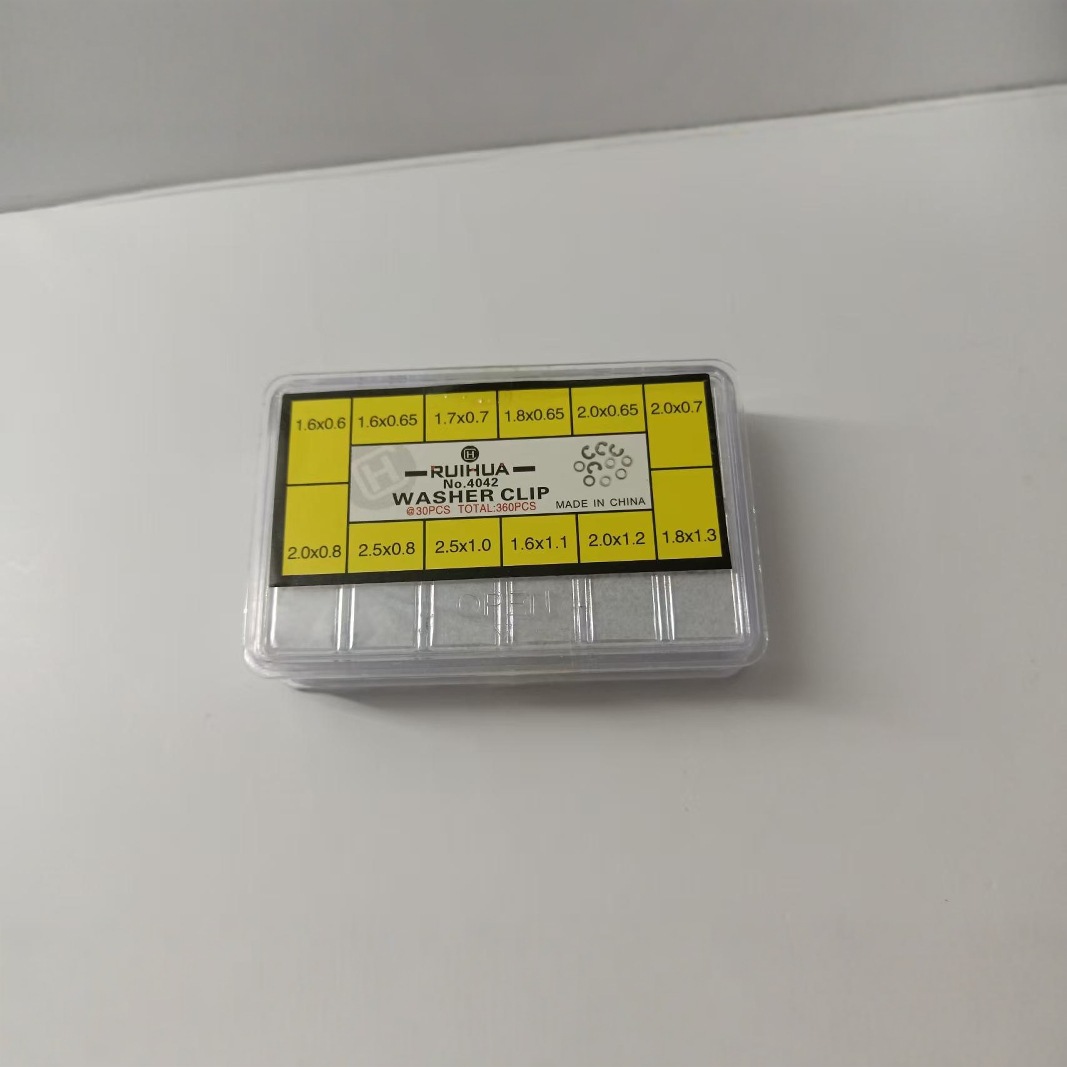 1.6x0.6 1.6x0.65 1.7x0.7 1.8x0.65 2.0x0.65 2.0x0.7
H
H
RUIHUA
No.4042
WASHER CLIP
@30PCS TOTAL:360PCS
MADE IN CHINA
2.0x0.8 2.5x0.8 2.5x1.0 1.6x1.1 2.0x1.2 1.8x1.3
OPEN